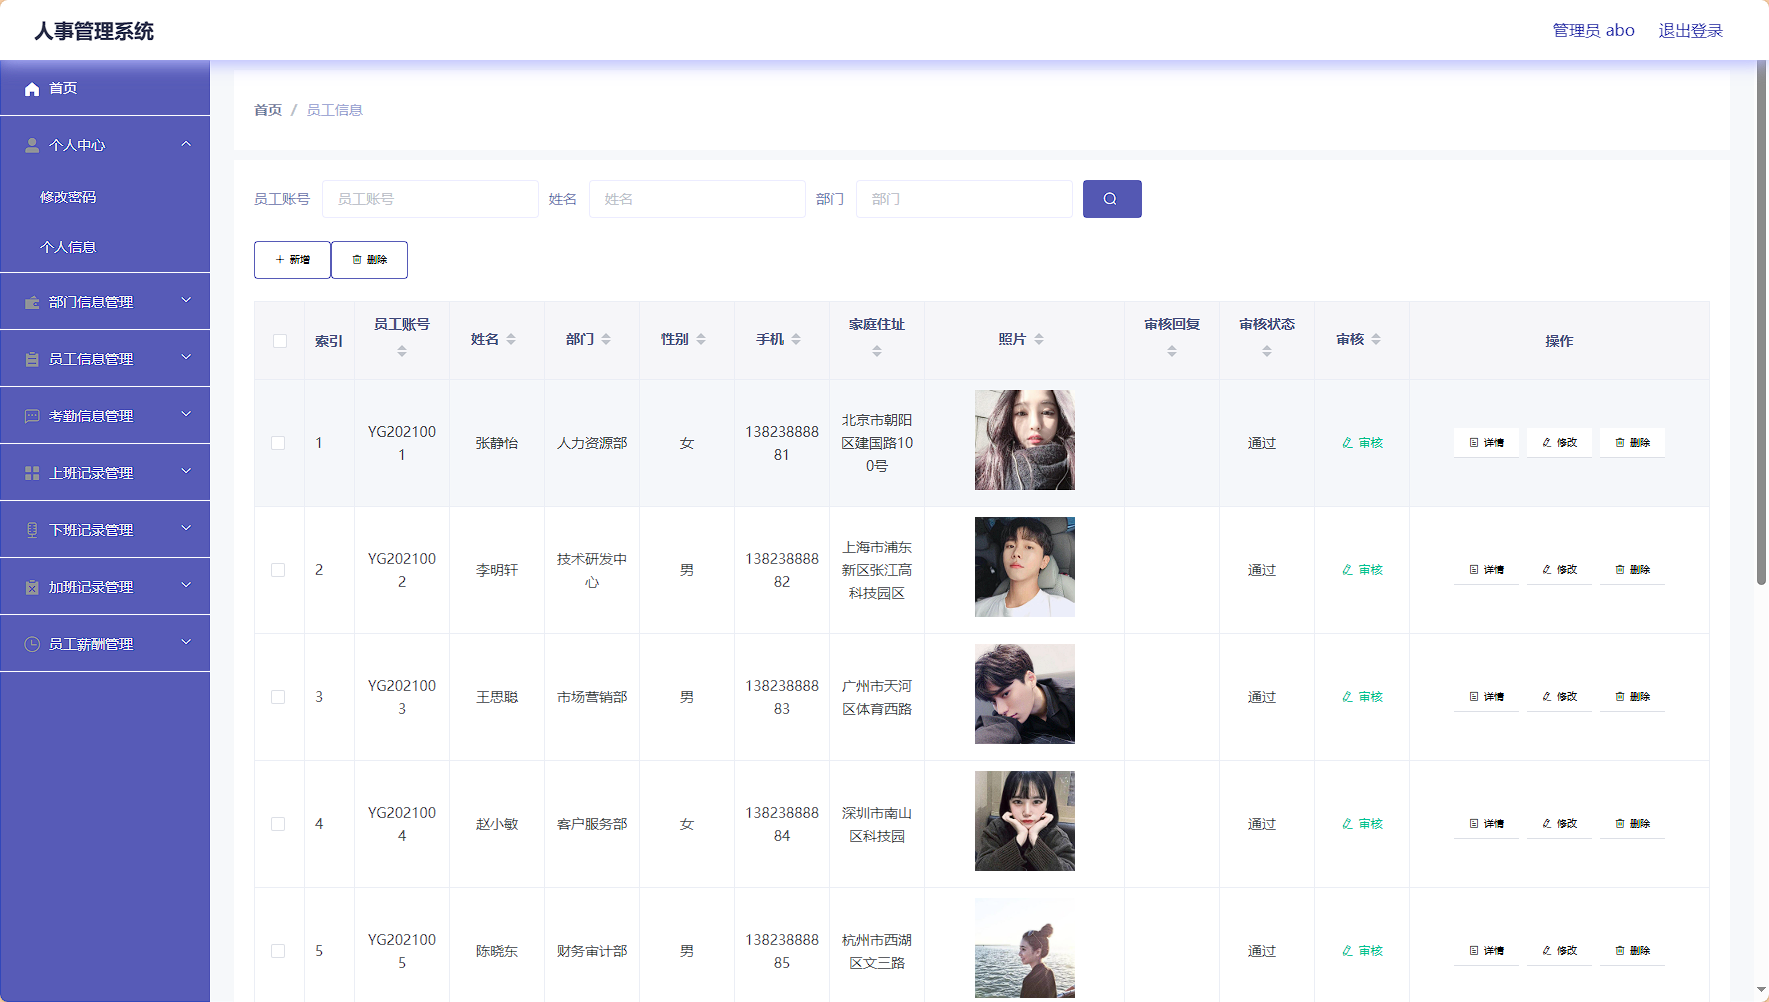 人事管理系统
管理员 abo 退出登录
首页
个人中心
修改密码
个人信息
部门信息管理
员工信息管理
考勤信息管理
上班记录管理
下班记录管理
加班记录管理
员工薪酬管理
首页 / 员工信息
员工账号 员工账号 姓名 姓名 部门 部门
新增 删除
索引 员工账号 姓名 部门 性别 手机 家庭住址 照片 审核回复 审核状态 审核 操作
1 YG2021001 张静怡 人力资源部 女 13823888881 北京市朝阳区建国路100号 通过 审核 详情 修改 删除
2 YG2021002 李明轩 技术研发中心 男 13823888882 上海市浦东新区张江高科技园区 通过 审核 详情 修改 删除
3 YG2021003 王思聪 市场营销部 男 13823888883 广州市天河区体育西路 通过 审核 详情 修改 删除
4 YG2021004 赵小敏 客户服务部 女 13823888884 深圳市南山区科技园 通过 审核 详情 修改 删除
5 YG2021005 陈晓东 财务审计部 男 13823888885 杭州市西湖区文三路 通过 审核 详情 修改 删除